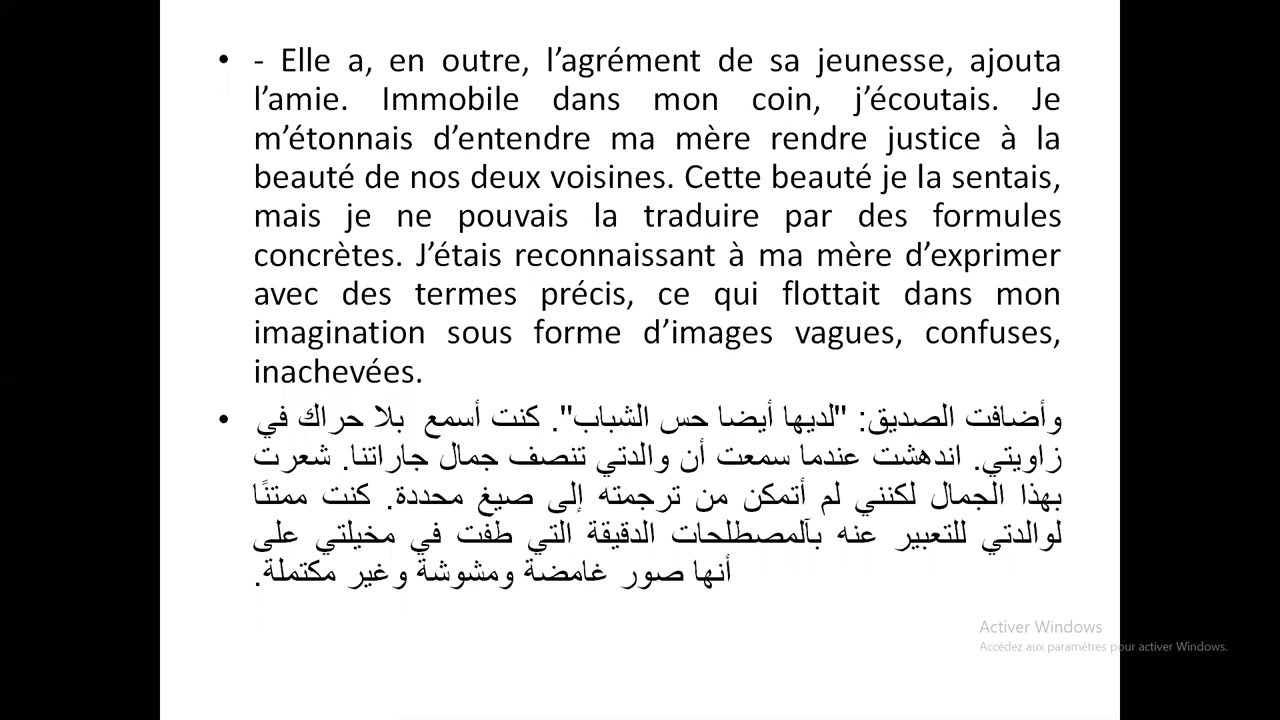 • - Elle a, en outre, l’agrément de sa jeunesse, ajouta
l’amie. Immobile dans mon coin, j’écoutais. Je
m’étonnais d’entendre ma mère rendre justice à la
beauté de nos deux voisines. Cette beauté je la sentais,
mais je ne pouvais la traduire par des formules
concrètes. J’étais reconnaissant à ma mère d’exprimer
avec des termes précis, ce qui flottait dans mon
imagination sous forme d’images vagues, confuses,
inachevées.
• وأضافت الصديق: "لديها أيضا حس الشباب". كنت أسمع بلا حراك في
زاويتي. اندهشت عندما سمعت أن والدتي تنصف جمال جاراتنا. شعرت
بهذا الجمال لكنني لم أتمكن من ترجمته إلى صيغ محددة. كنت ممتنًا
لوالدتي للتعبير عنه بآلمصطلحات الدقيقة التي طفت في مخيلتي على
أنها صور غامضة ومشوشة وغير مكتملة.
Activer Windows
Accédez aux paramètres pour activer Windows.